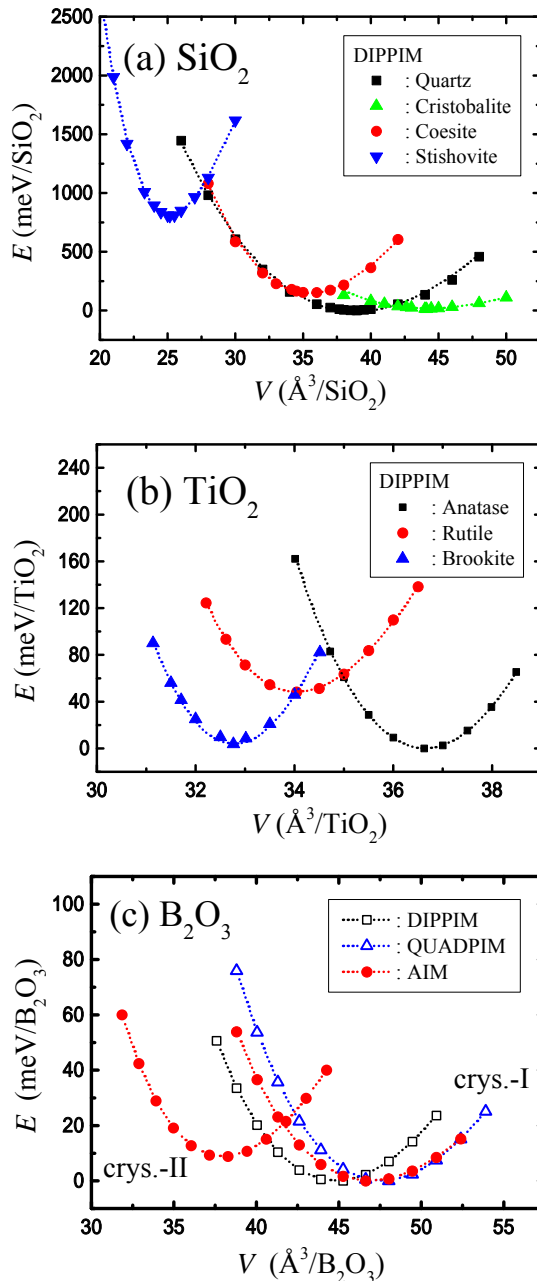 (a) SiO₂
DIPPIM
: Quartz
: Cristobalite
: Coesite
: Stishovite
E (meV/SiO₂)
2500
2000
1500
1000
500
0
20 25 30 35 40 45 50
V (Å³/SiO₂)
(b) TiO₂
DIPPIM
: Anatase
: Rutile
: Brookite
E (meV/TiO₂)
240
200
160
120
80
40
0
30 32 34 36 38
V (Å³/TiO₂)
(c) B₂O₃
: DIPPIM
: QUADPIM
: AIM
E (meV/B₂O₃)
100
80
60
40
20
0
crys.-I
crys.-II
30 35 40 45 50 55
V (Å³/B₂O₃)